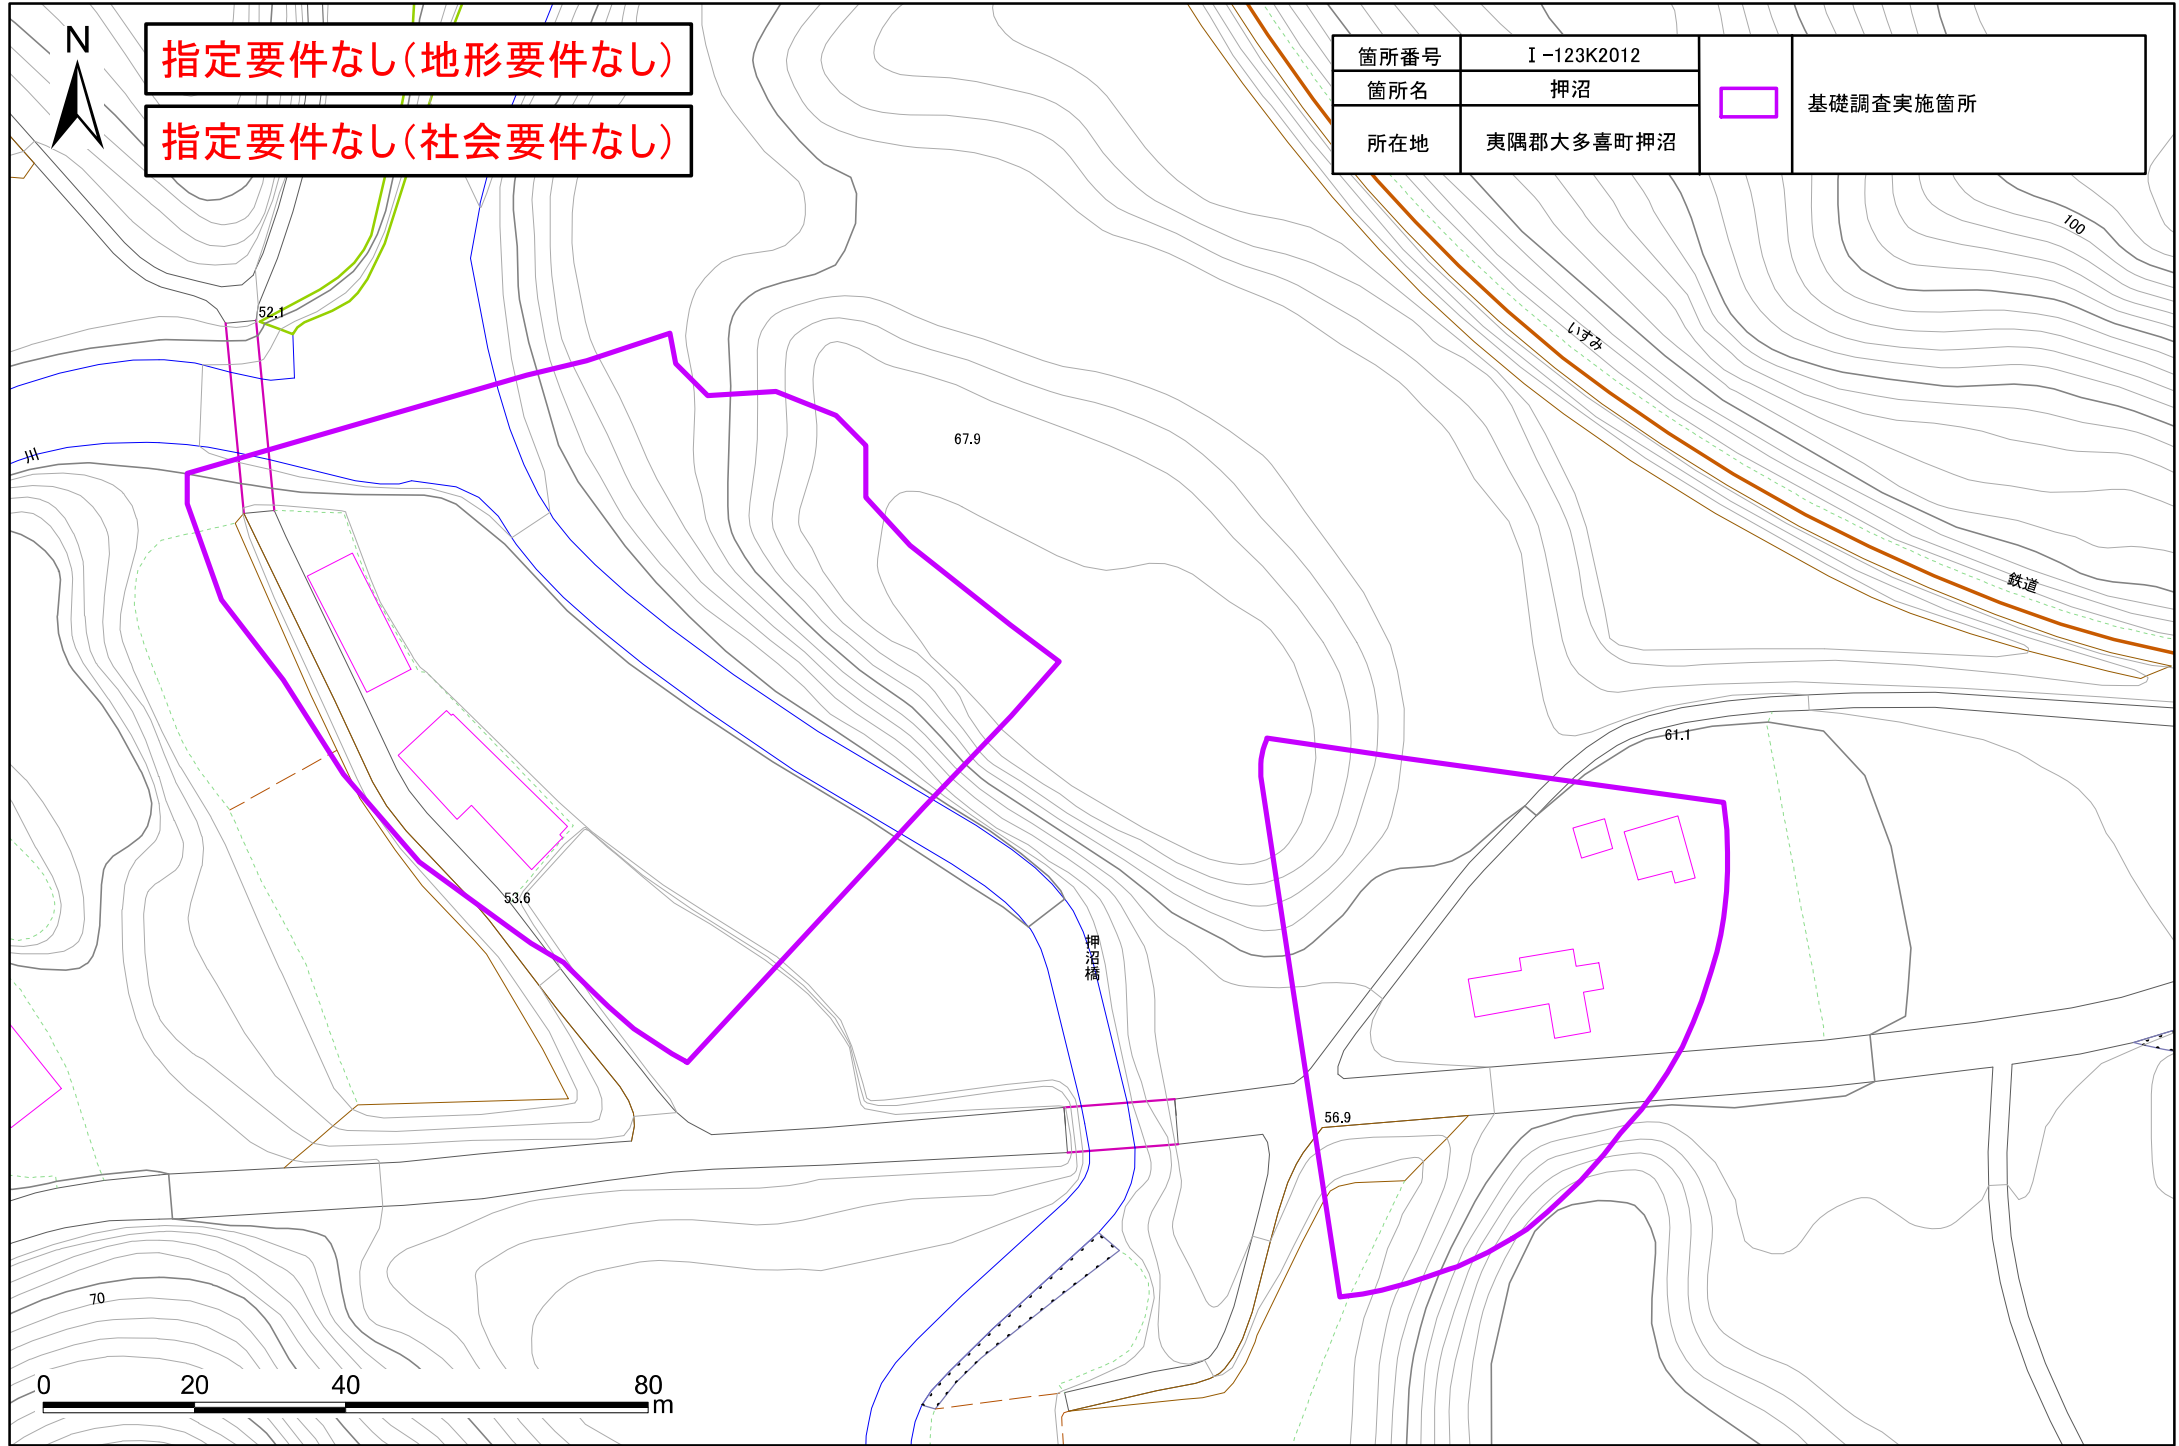 N
指定要件なし(地形要件なし)
指定要件なし(社会要件なし)
箇所番号 Ⅰ-123K2012
箇所名 押沼
所在地 夷隅郡大多喜町押沼
基礎調査実施箇所
100
52.1
いすみ
67.9
川
鉄道
61.1
53.6
押沼橋
56.9
70
0 20 40 80
m